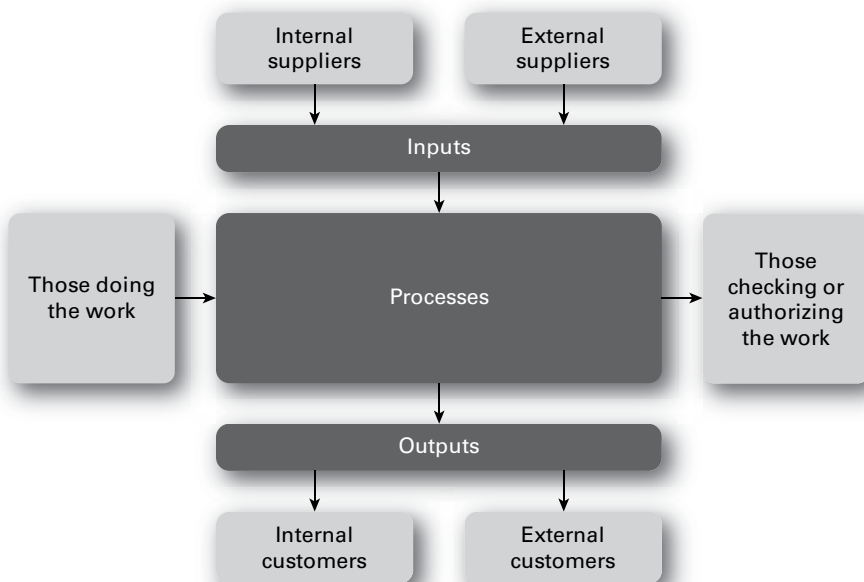 Internal
suppliers
External
suppliers
Inputs
Those doing
the work
Processes
Those
checking or
authorizing
the work
Outputs
Internal
customers
External
customers